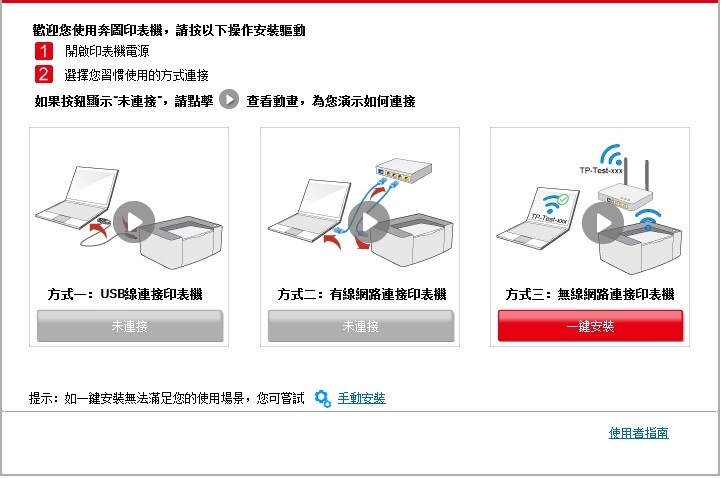 歡迎您使用奔圖印表機，請按以下操作安裝驅動
1 開啟印表機電源
2 選擇您習慣使用的方式連接
如果按鈕顯示"未連接"，請點擊 查看動畫，為您演示如何連接
TP-Test-xxx
TP-Test-xxx
方式一：USB線連接印表機
方式二：有線網路連接印表機
方式三：無線網路連接印表機
未連接
未連接
一鍵安裝
提示：如一鍵安裝無法滿足您的使用場景，您可嘗試 手動安裝
使用者指南